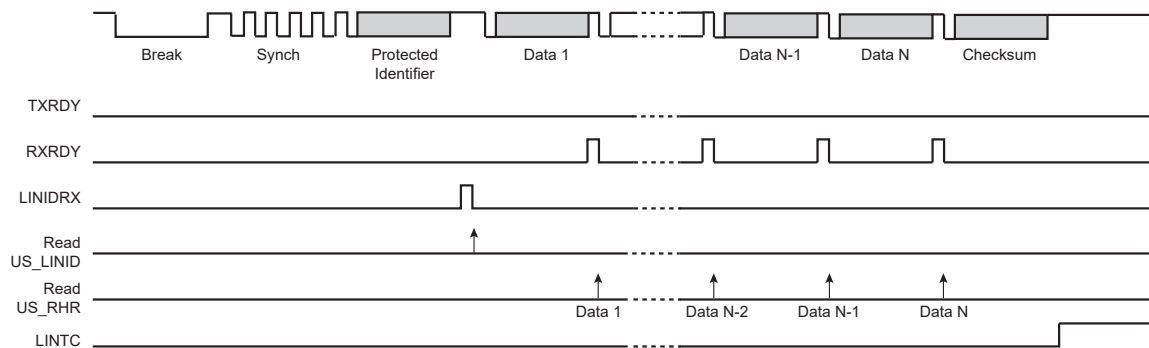 Break
Synch
Protected
Identifier
Data 1
Data N-1
Data N
Checksum
TXRDY
RXRDY
LINIDRX
Read
US_LINID
Read
US_RHR
Data 1
Data N-2
Data N-1
Data N
LINTC